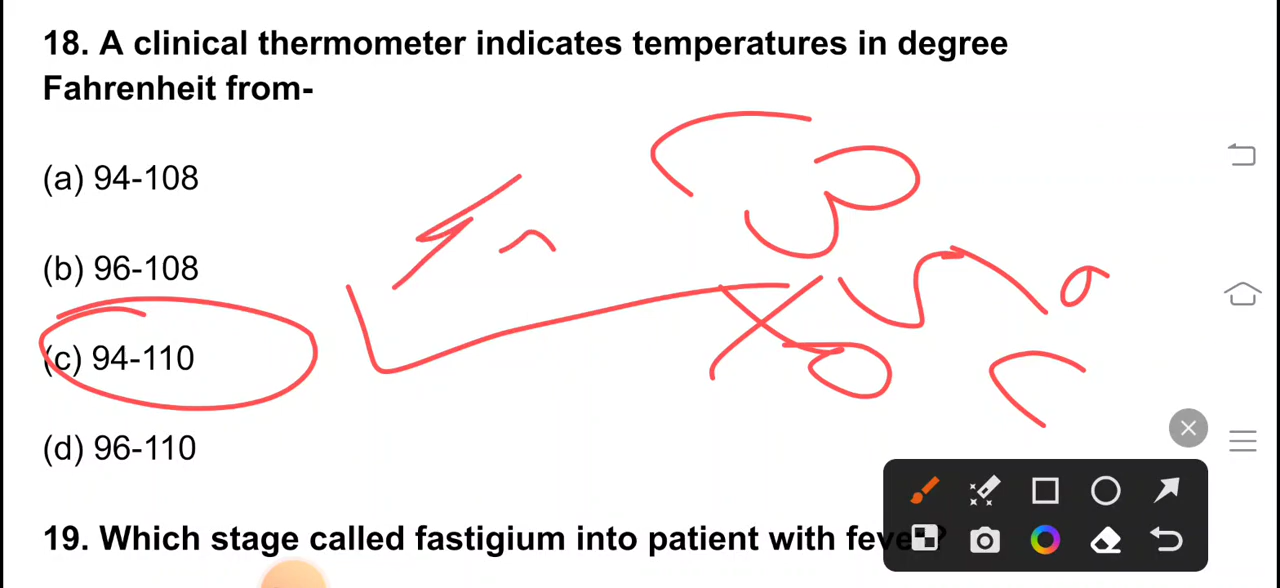 18. A clinical thermometer indicates temperatures in degree
Fahrenheit from-
(a) 94-108
(b) 96-108
(c) 94-110
(d) 96-110
19. Which stage called fastigium into patient with